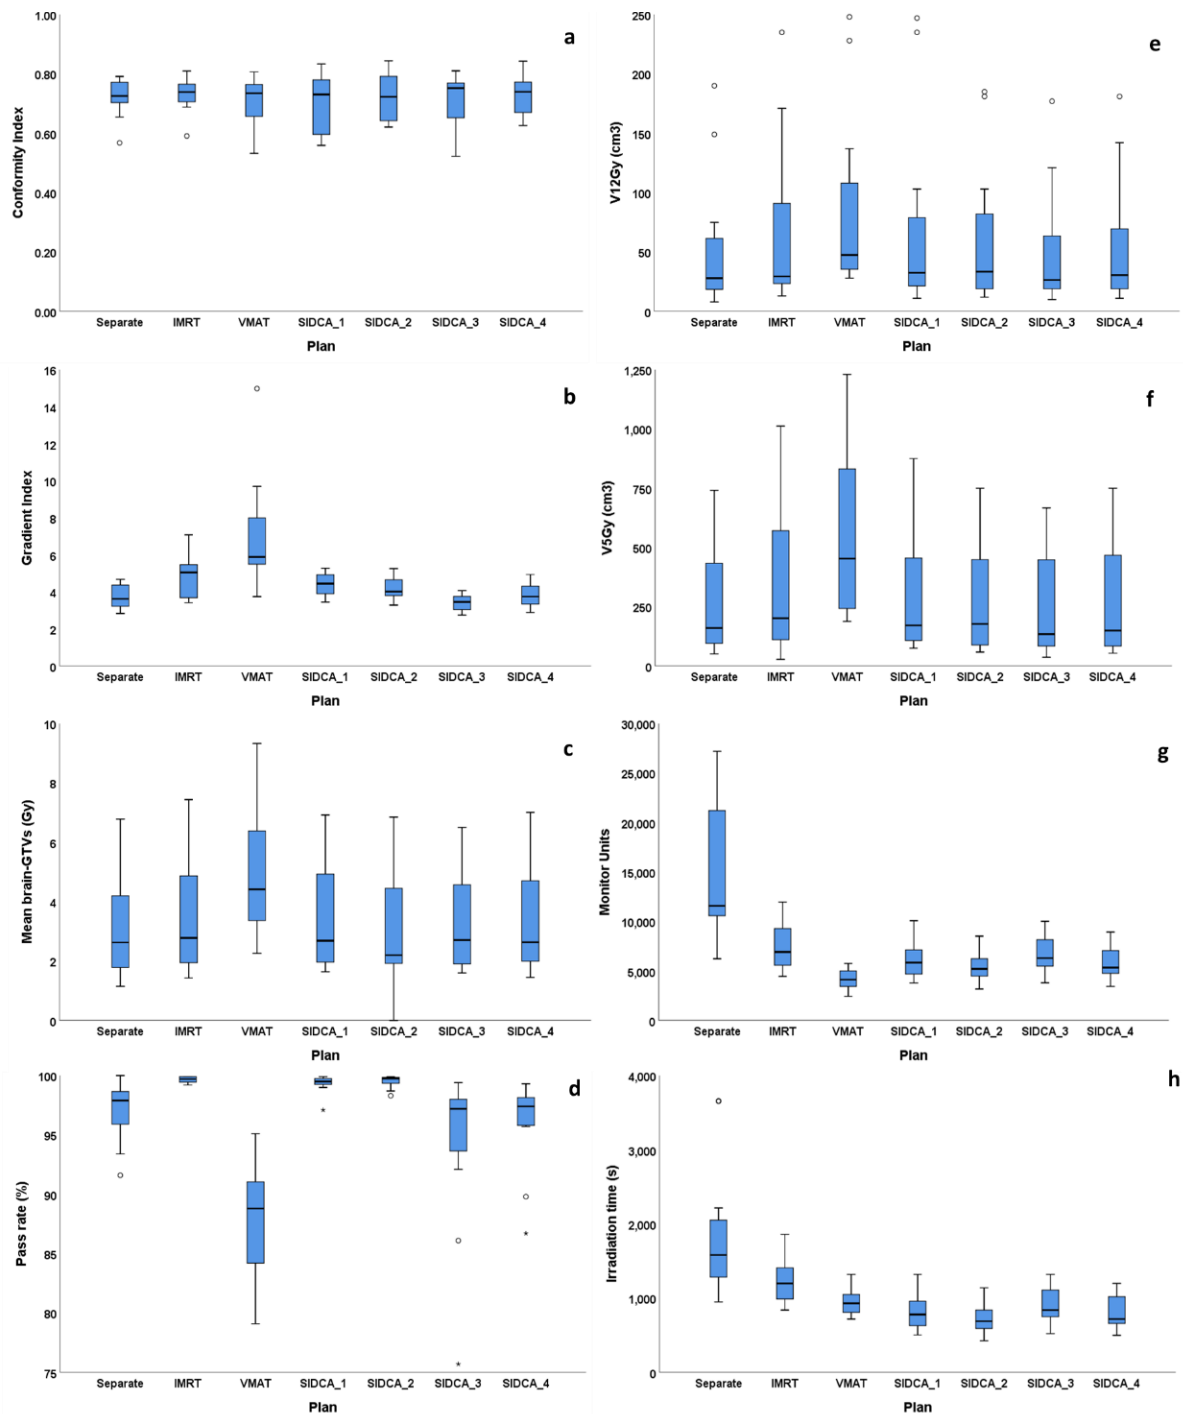 a
1.00
0.80
0.60
0.40
0.20
0.00
Conformity Index
Separate IMRT VMAT SIDCA_1 SIDCA_2 SIDCA_3 SIDCA_4
Plan
e
250
200
150
100
50
0
V12Gy (cm3)
Separate IMRT VMAT SIDCA_1 SIDCA_2 SIDCA_3 SIDCA_4
Plan
b
16
14
12
10
8
6
4
2
0
Gradient Index
Separate IMRT VMAT SIDCA_1 SIDCA_2 SIDCA_3 SIDCA_4
Plan
f
1,250
1,000
750
500
250
0
V5Gy (cm3)
Separate IMRT VMAT SIDCA_1 SIDCA_2 SIDCA_3 SIDCA_4
Plan
c
10
8
6
4
2
0
Mean brain-GTVs (Gy)
Separate IMRT VMAT SIDCA_1 SIDCA_2 SIDCA_3 SIDCA_4
Plan
g
30,000
25,000
20,000
15,000
10,000
5,000
0
Monitor Units
Separate IMRT VMAT SIDCA_1 SIDCA_2 SIDCA_3 SIDCA_4
Plan
d
100
95
90
85
80
75
Pass rate (%)
Separate IMRT VMAT SIDCA_1 SIDCA_2 SIDCA_3 SIDCA_4
Plan
h
4,000
3,000
2,000
1,000
0
Irradiation time (s)
Separate IMRT VMAT SIDCA_1 SIDCA_2 SIDCA_3 SIDCA_4
Plan